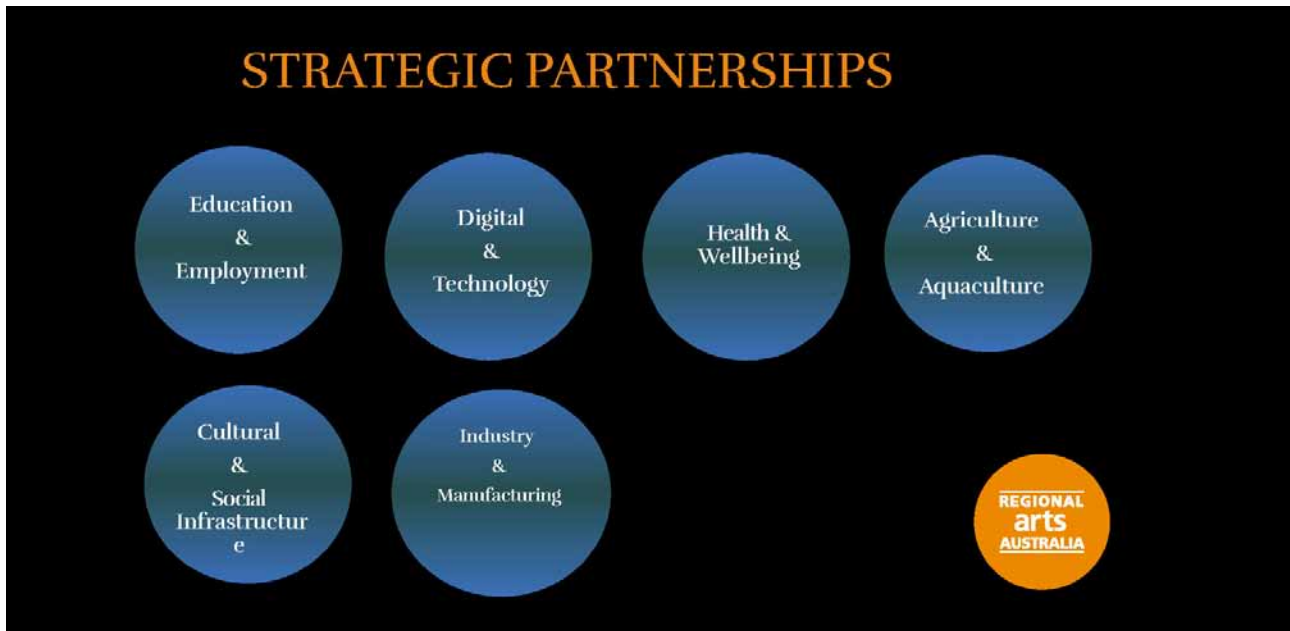 STRATEGIC PARTNERSHIPS
Education
&
Employment
Digital
&
Technology
Health &
Wellbeing
Agriculture
&
Aquaculture
Cultural
&
Social
Infrastructur
e
Industry
&
Manufacturing
REGIONAL
arts
AUSTRALIA